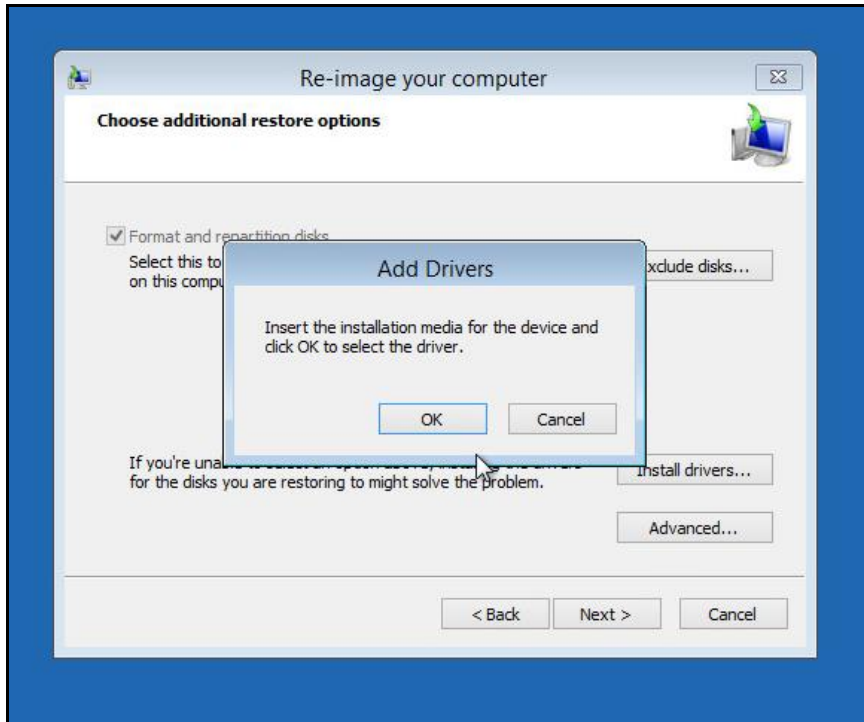 Re-image your computer
Choose additional restore options
Format and repartition disks
Select this to
on this compu
xclude disks...
Add Drivers
Insert the installation media for the device and
click OK to select the driver.
OK Cancel
If you're una
for the disks you are restoring to might solve the problem.
Install drivers...
Advanced...
< Back Next > Cancel